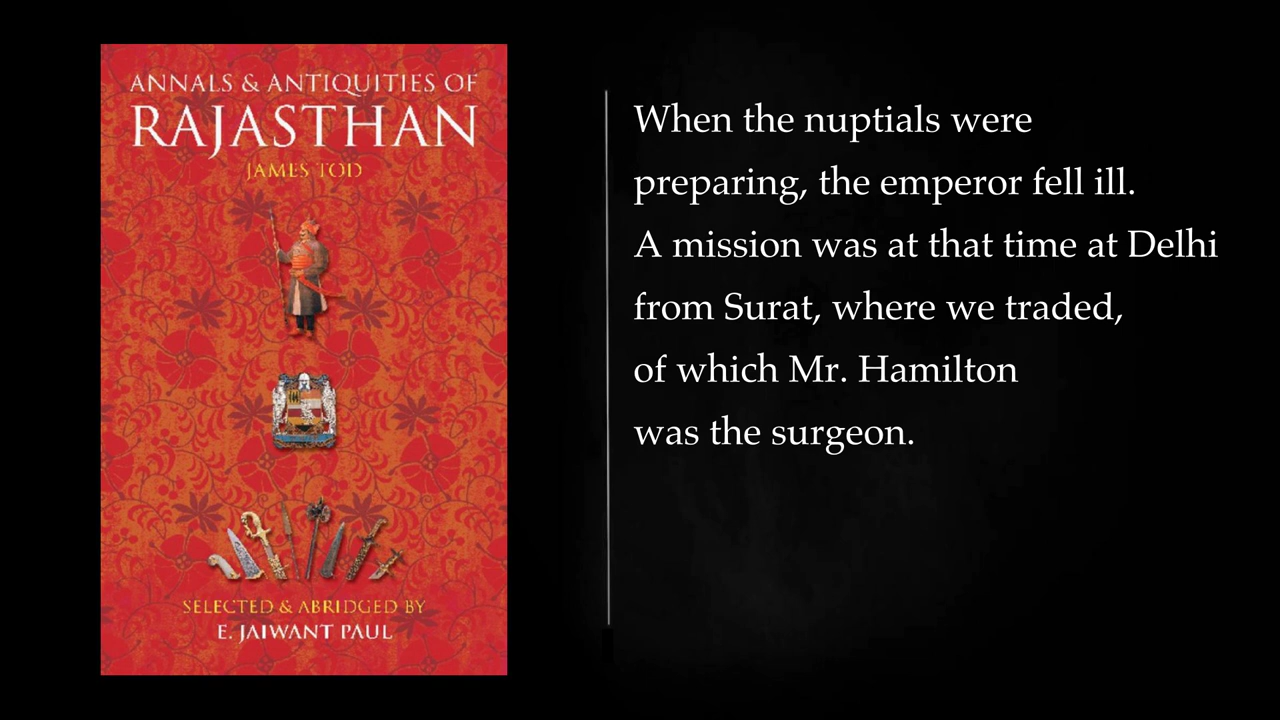 ANNALS & ANTIQUITIES OF
RAJASTHAN
JAMES TOD
SELECTED & ABRIDGED BY
E. JAIWANT PAUL
When the nuptials were
preparing, the emperor fell ill.
A mission was at that time at Delhi
from Surat, where we traded,
of which Mr. Hamilton
was the surgeon.